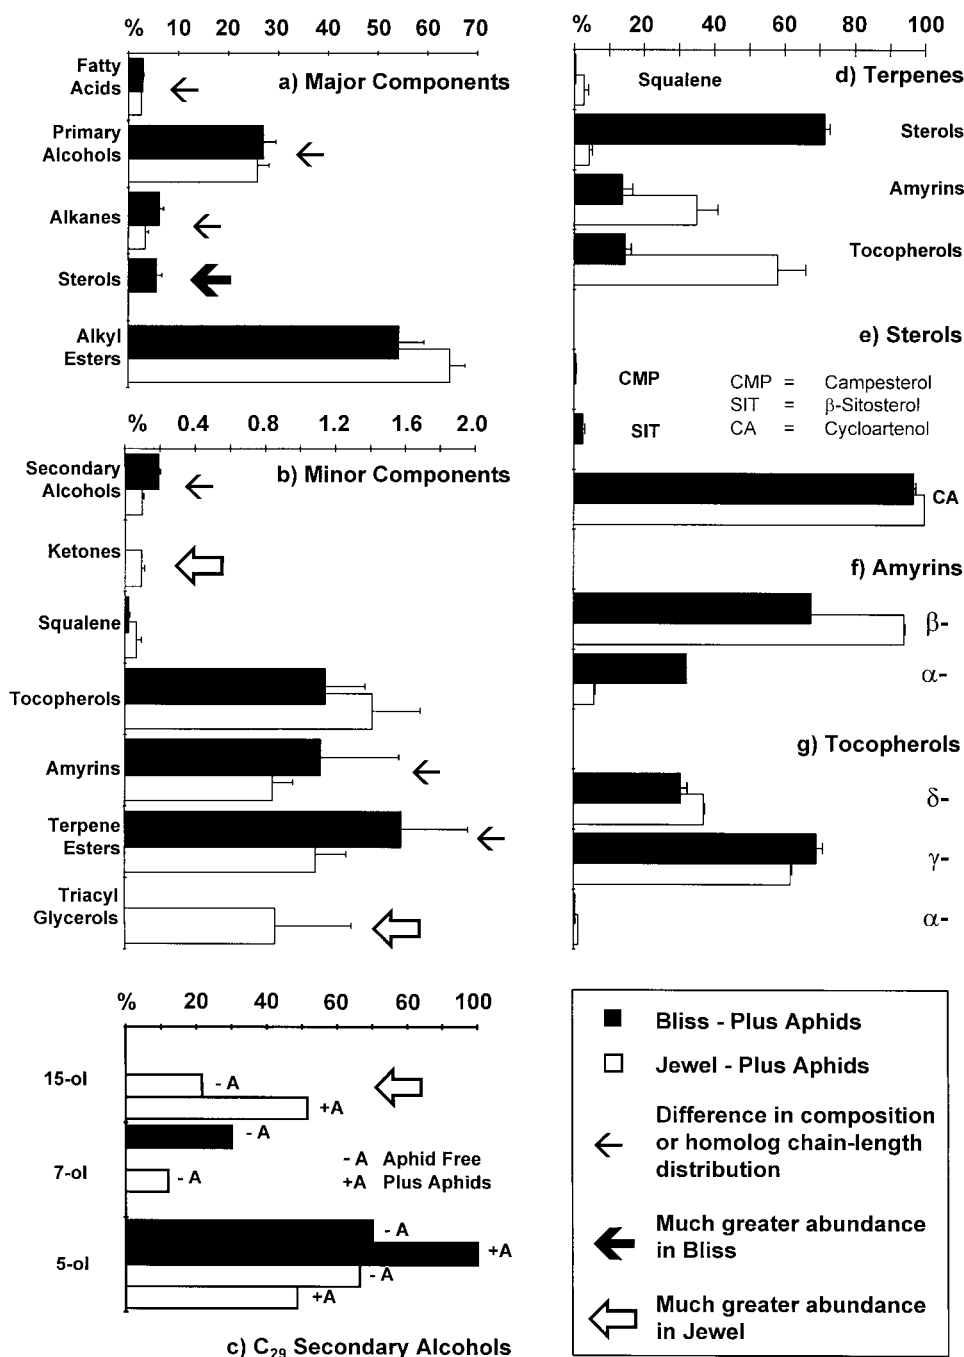 % 10 20 30 40 50 60 70
a) Major Components
Fatty
Acids
Primary
Alcohols
Alkanes
Sterols
Alkyl
Esters
% 0.4 0.8 1.2 1.6 2.0
b) Minor Components
Secondary
Alcohols
Ketones
Squalene
Tocopherols
Amyrins
Terpene
Esters
Triacyl
Glycerols
% 20 40 60 80 100
15-ol
- A
+A
- A
7-ol
- A
- A Aphid Free
+A Plus Aphids
5-ol
- A
+A
- A
+A
c) C29 Secondary Alcohols
% 20 40 60 80 100
d) Terpenes
Squalene
Sterols
Amyrins
Tocopherols
e) Sterols
CMP
SIT
CA
CMP = Campesterol
SIT = β-Sitosterol
CA = Cycloartenol
f) Amyrins
β-
α-
g) Tocopherols
δ-
γ-
α-
Bliss - Plus Aphids
Jewel - Plus Aphids
Difference in composition
or homolog chain-length
distribution
Much greater abundance
in Bliss
Much greater abundance
in Jewel